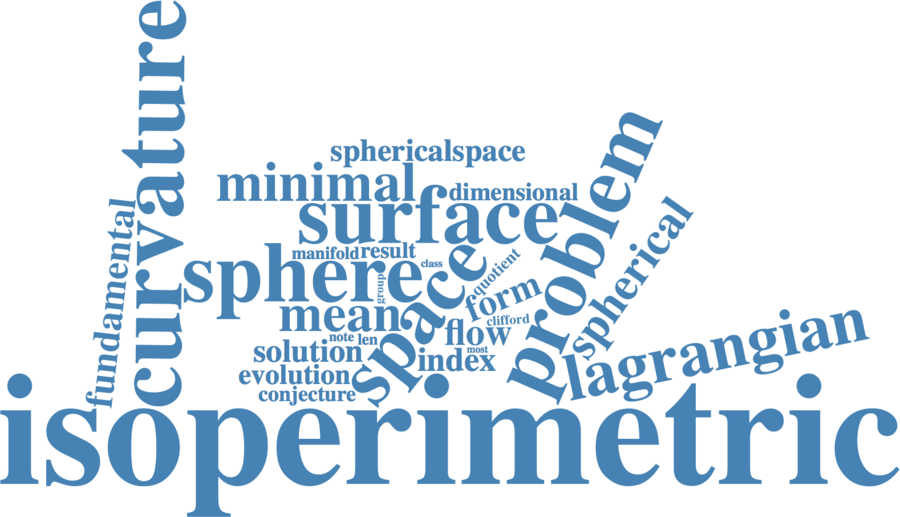 curvature
fundamental
sphericalspace
minimal
dimensional
surface
problem
spherical
manifold
result
class
sphere
group
space
quotient
form
clifford
mean
flow
note
len
most
solution
index
evolution
conjecture
lagrangian
isoperimetric